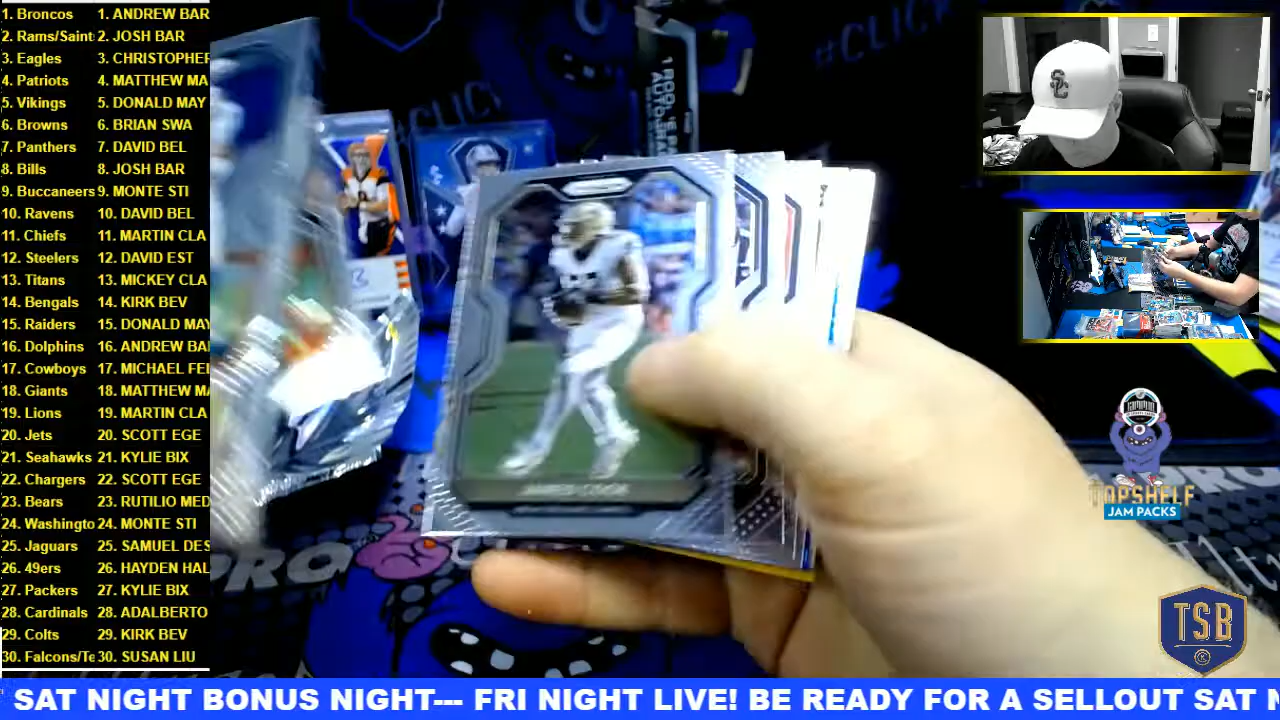 1. Broncos 1. ANDREW BAR
2. Rams/Saint 2. JOSH BAR
3. Eagles 3. CHRISTOPHER
4. Patriots 4. MATTHEW MA
5. Vikings 5. DONALD MAY
6. Browns 6. BRIAN SWA
7. Panthers 7. DAVID BEL
8. Bills 8. JOSH BAR
9. Buccaneers 9. MONTE STI
10. Ravens 10. DAVID BEL
11. Chiefs 11. MARTIN CLA
12. Steelers 12. DAVID EST
13. Titans 13. MICKEY CLA
14. Bengals 14. KIRK BEV
15. Raiders 15. DONALD MAY
16. Dolphins 16. ANDREW BA
17. Cowboys 17. MICHAEL FE
18. Giants 18. MATTHEW MA
19. Lions 19. MARTIN CLA
20. Jets 20. SCOTT EGE
21. Seahawks 21. KYLIE BIX
22. Chargers 22. SCOTT EGE
23. Bears 23. RUTILIO MED
24. Washingto 24. MONTE STI
25. Jaguars 25. SAMUEL DES
26. 49ers 26. HAYDEN HAL
27. Packers 27. KYLIE BIX
28. Cardinals 28. ADALBERTO
29. Colts 29. KIRK BEV
30. Falcons/Te 30. SUSAN LIU
#CLIC
JARED COOK
SC
TOPSHELF
JAM PACKS
PRO
TSB
SAT NIGHT BONUS NIGHT--- FRI NIGHT LIVE! BE READY FOR A SELLOUT SAT N